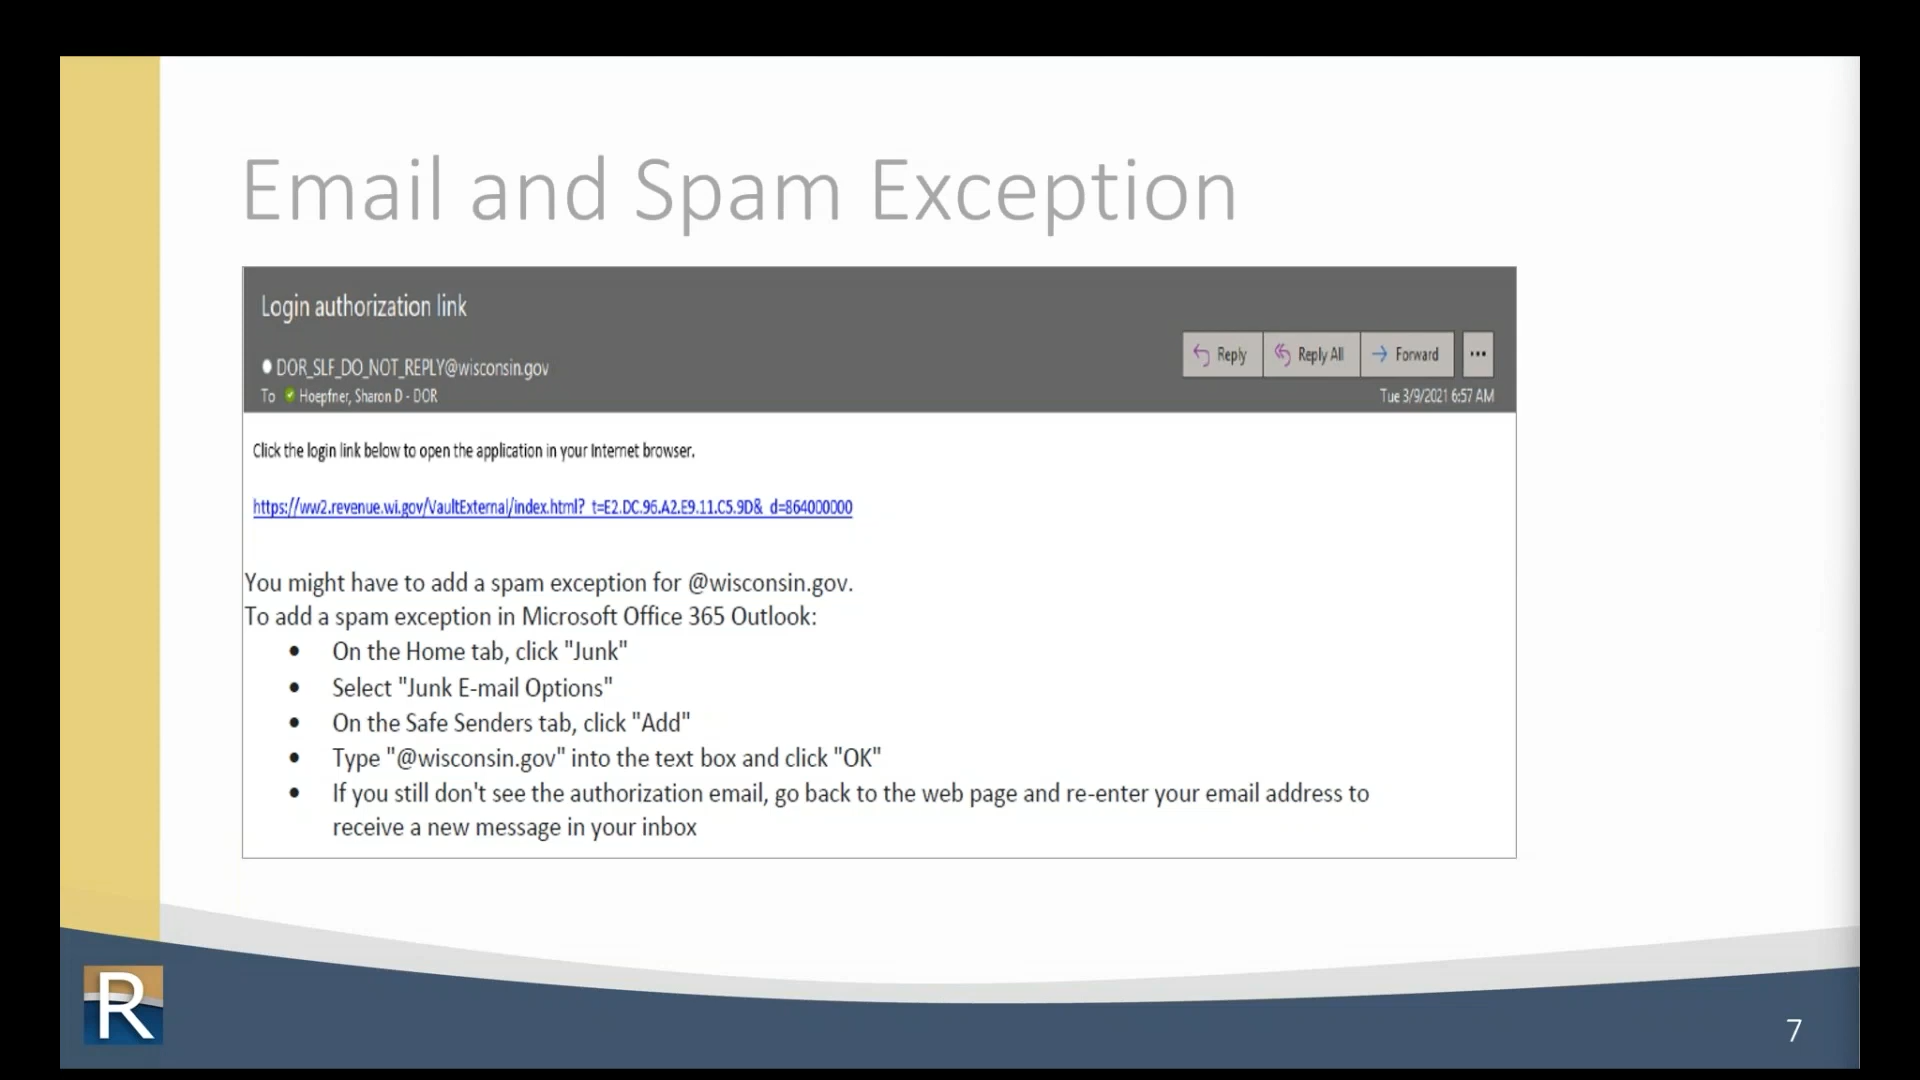 Email and Spam Exception
Login authorization link
DOR_SLF_DO_NOT_REPLY@wisconsin.gov
Reply
Reply All
Forward
...
To Hoepfner, Sharon D - DOR
Tue 3/9/2021 6:57 AM
Click the login link below to open the application in your Internet browser.
https://ww2.revenue.wi.gov/VaultExternal/index.html?_t=E2.DC.96.A2.E9.11.C5.9D&_d=864000000
You might have to add a spam exception for @wisconsin.gov.
To add a spam exception in Microsoft Office 365 Outlook:
• On the Home tab, click "Junk"
• Select "Junk E-mail Options"
• On the Safe Senders tab, click "Add"
• Type "@wisconsin.gov" into the text box and click "OK"
• If you still don't see the authorization email, go back to the web page and re-enter your email address to
receive a new message in your inbox
R
7